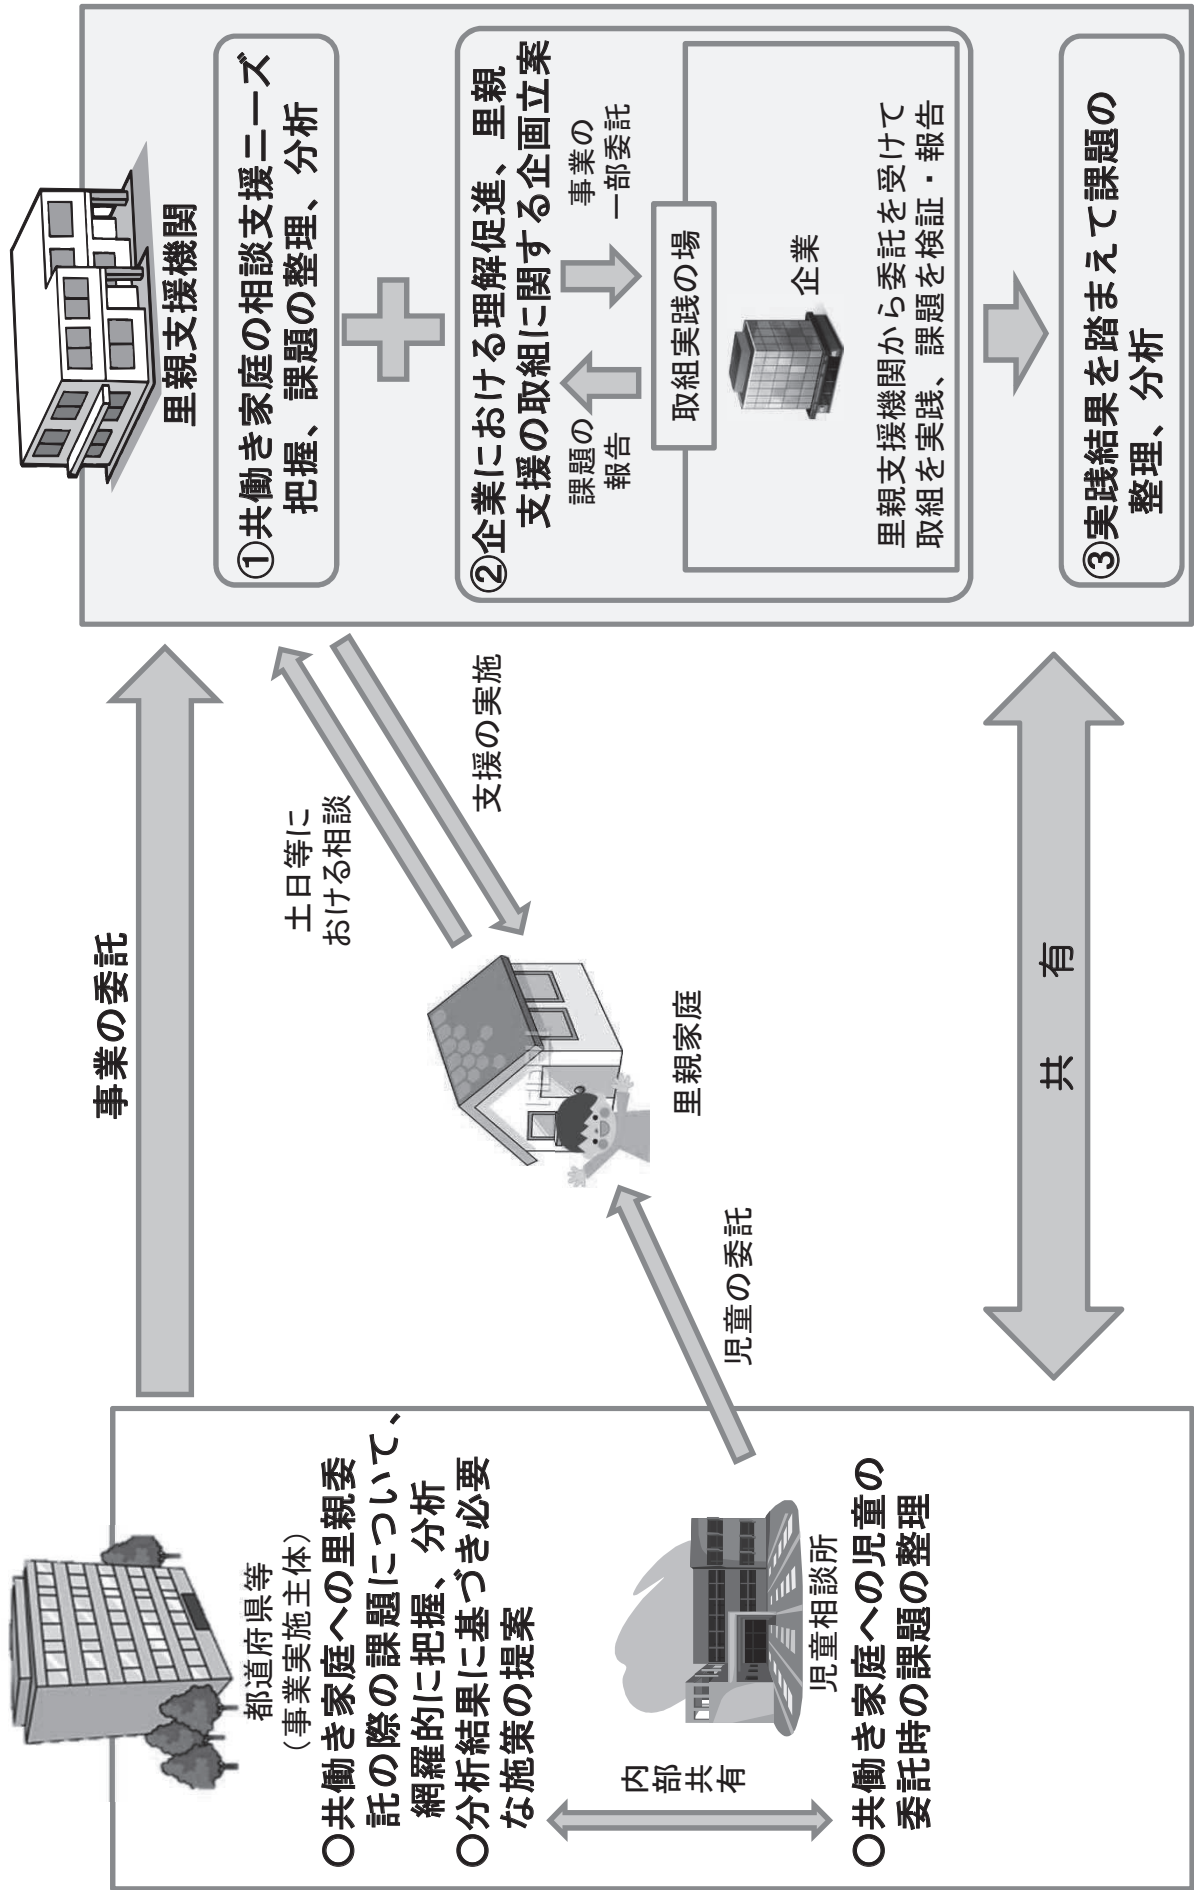 都道府県等
（事業実施主体）
○共働き家庭への里親委
託の際の課題について、
網羅的に把握、分析
○分析結果に基づき必要
な施策の提案
内部共有
児童相談所
○共働き家庭への児童の
委託時の課題の整理
事業の委託
児童の委託
里親家庭
土日等に
おける相談
支援の実施
共　有
里親支援機関
①共働き家庭の相談支援ニーズ
把握、課題の整理、分析
②企業における理解促進、里親
支援の取組に関する企画立案
課題の
報告
事業の
一部委託
取組実践の場
企業
里親支援機関から委託を受けて
取組を実践、課題を検証・報告
③実践結果を踏まえて課題の
整理、分析